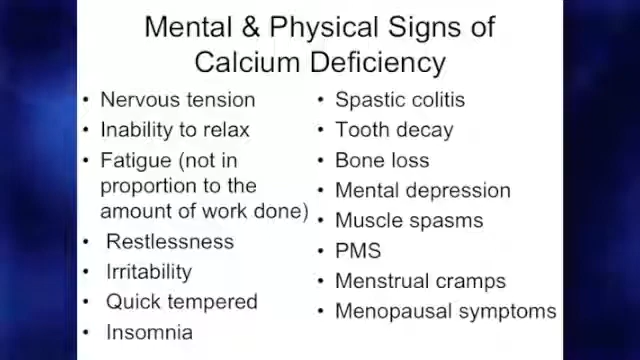 Mental & Physical Signs of
Calcium Deficiency
• Nervous tension
• Inability to relax
• Fatigue (not in
proportion to the
amount of work done)
• Restlessness
• Irritability
• Quick tempered
• Insomnia
• Spastic colitis
• Tooth decay
• Bone loss
• Mental depression
• Muscle spasms
• PMS
• Menstrual cramps
• Menopausal symptoms